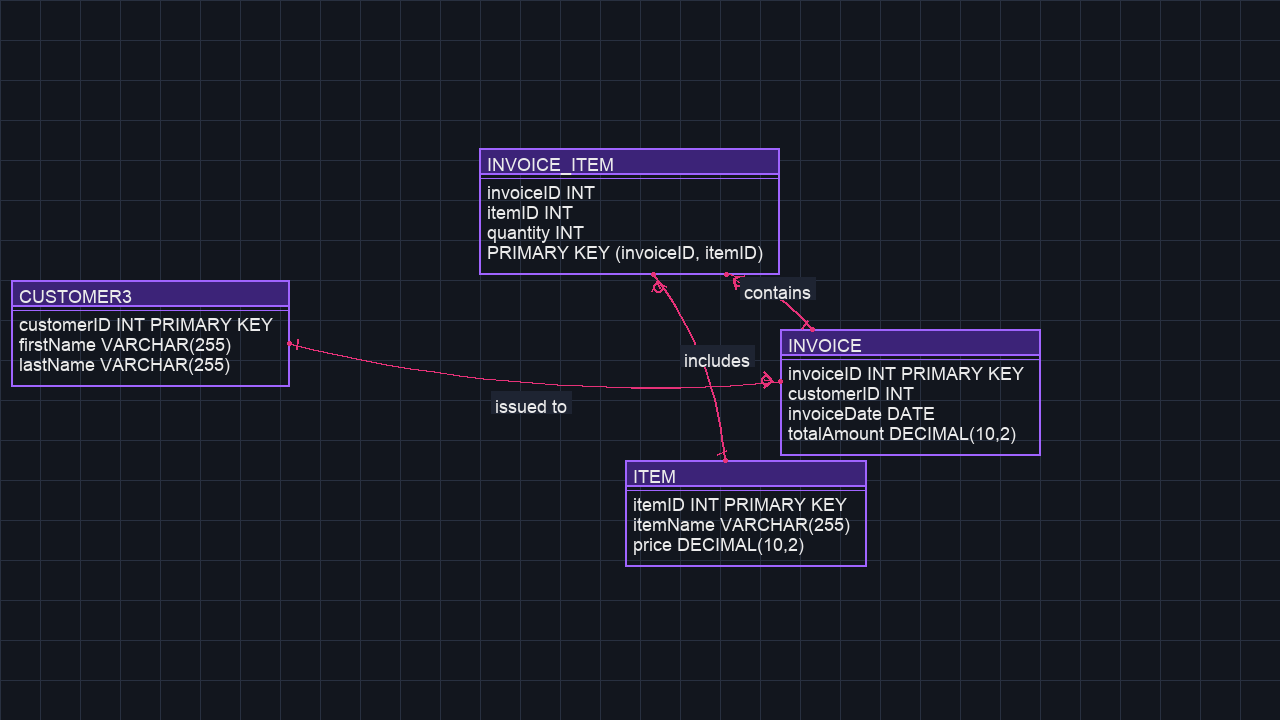 INVOICE_ITEM
invoiceID INT
itemID INT
quantity INT
PRIMARY KEY (invoiceID, itemID)
CUSTOMER3
customerID INT PRIMARY KEY
firstName VARCHAR(255)
lastName VARCHAR(255)
contains
INVOICE
invoiceID INT PRIMARY KEY
customerID INT
invoiceDate DATE
totalAmount DECIMAL(10,2)
includes
issued to
ITEM
itemID INT PRIMARY KEY
itemName VARCHAR(255)
price DECIMAL(10,2)